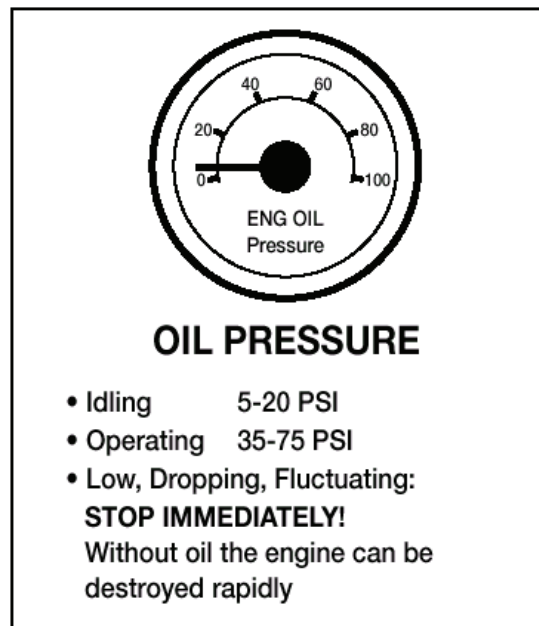 40 60
20 80
0 100
ENG OIL
Pressure
OIL PRESSURE
• Idling 5-20 PSI
• Operating 35-75 PSI
• Low, Dropping, Fluctuating:
STOP IMMEDIATELY!
Without oil the engine can be
destroyed rapidly